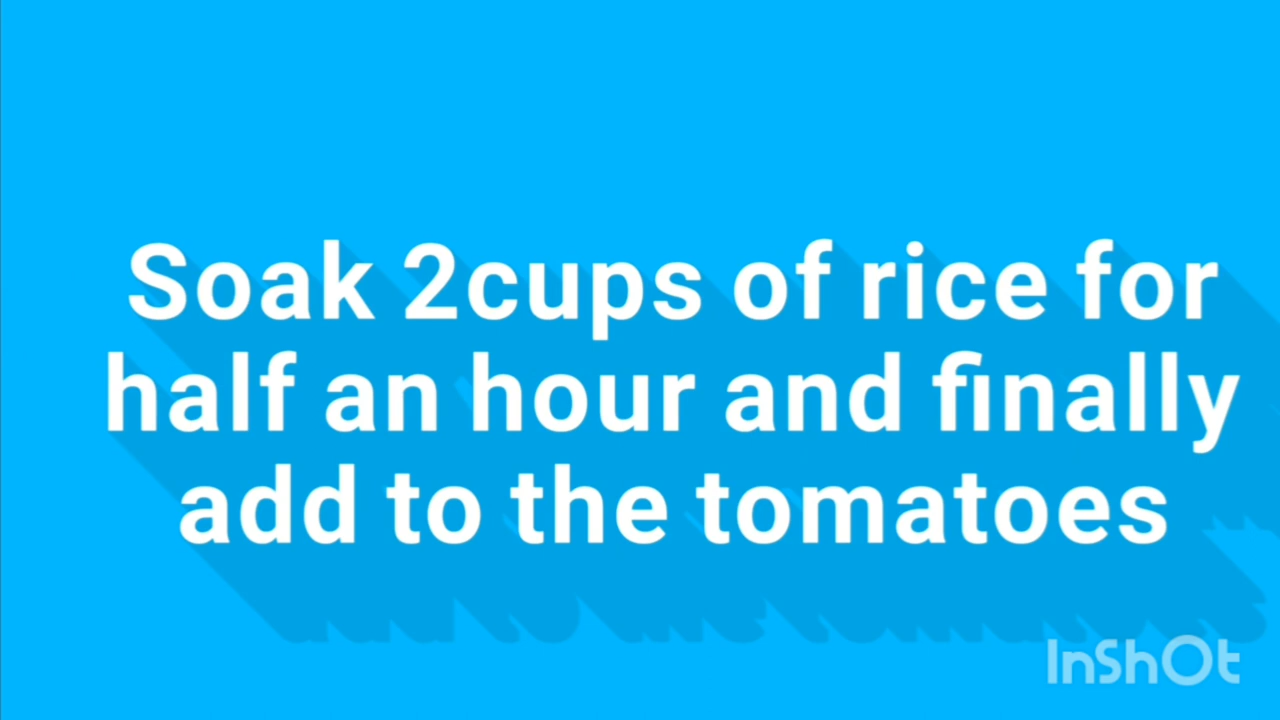 Soak 2cups of rice for
half an hour and finally
add to the tomatoes
InShOt